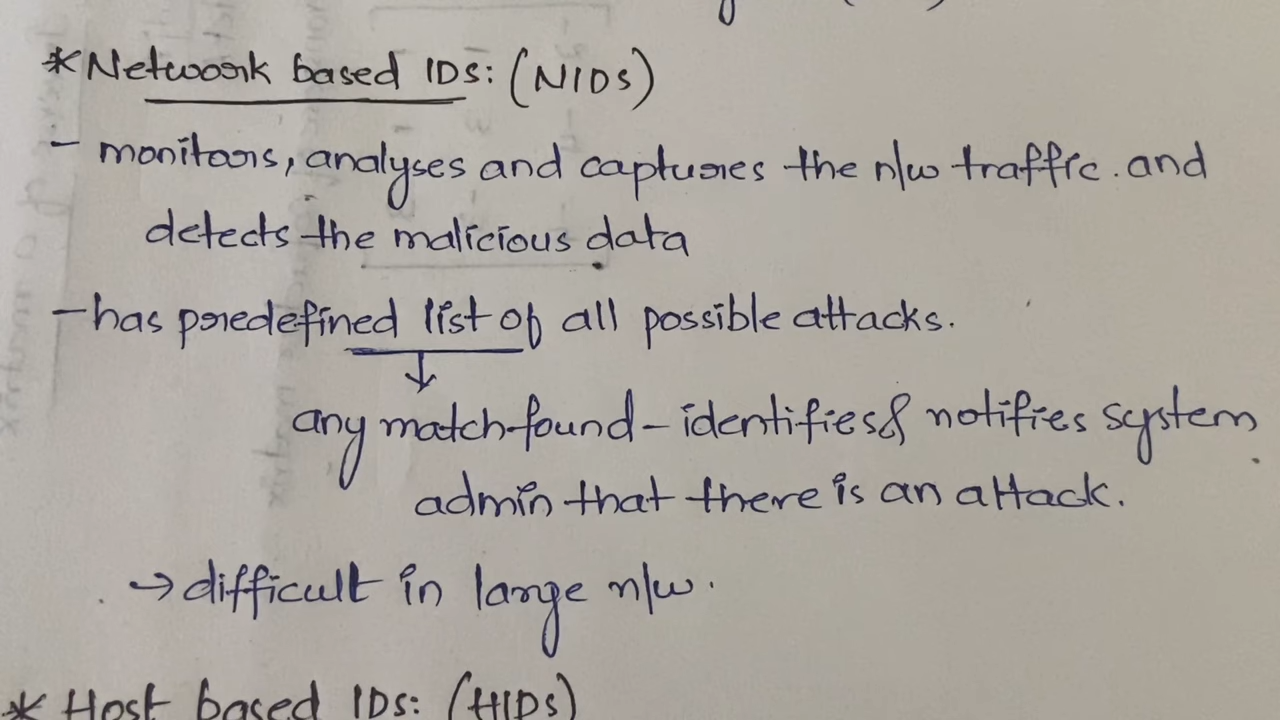 * Network based IDS: (NIDS)
- monitors, analyses and captures the n/w traffic. and
detects the malicious data
- has predefined list of all possible attacks.
↓
any match found - identifies & notifies system
admin that there is an attack.
→ difficult in large n/w.
* Host based IDS: (HIDS)